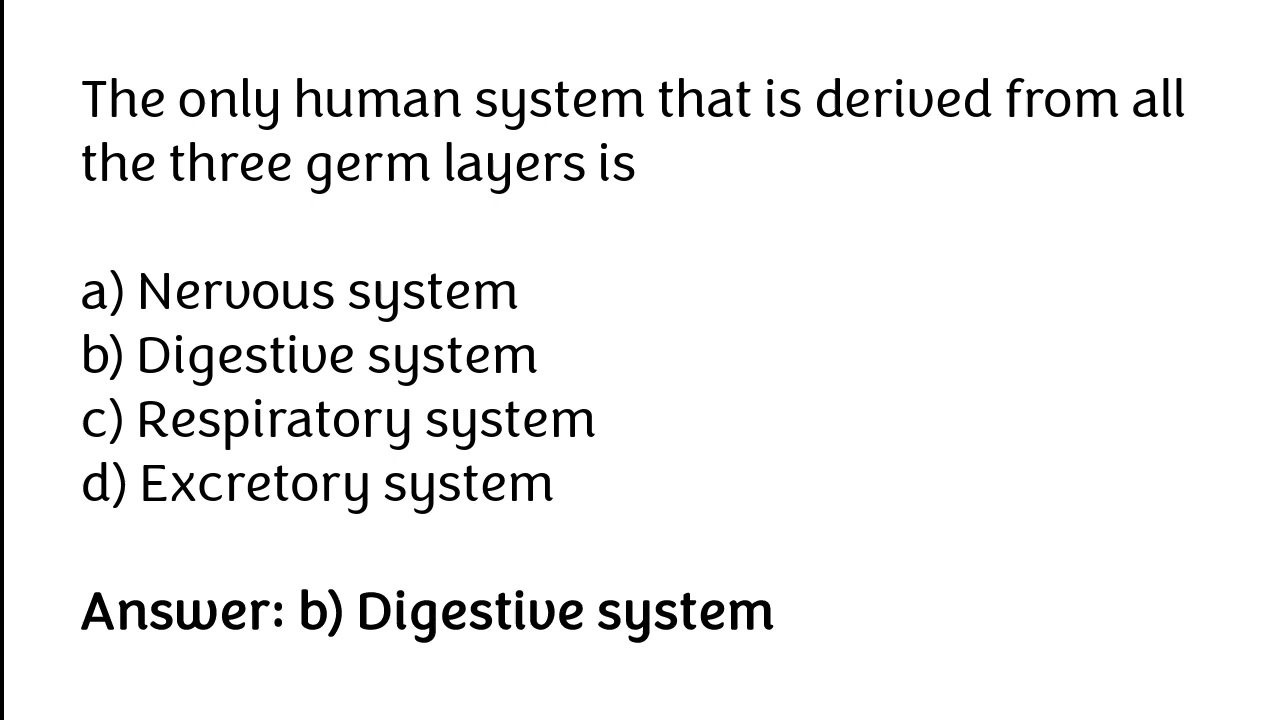 The only human system that is derived from all
the three germ layers is
a) Nervous system
b) Digestive system
c) Respiratory system
d) Excretory system
Answer: b) Digestive system